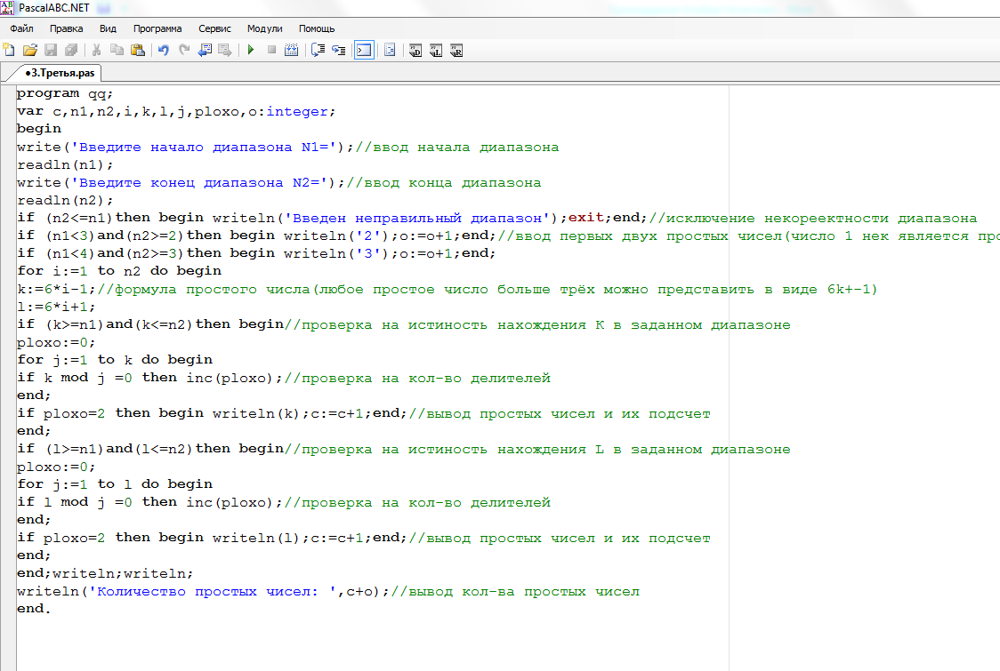 PascalABC.NET
Файл Правка Вид Программа Сервис Модули Помощь
•3.Третья.pas
program qq;
var c,n1,n2,i,k,l,j,ploxo,o:integer;
begin
write('Введите начало диапазона N1=');//ввод начала диапазона
readln(n1);
write('Введите конец диапазона N2=');//ввод конца диапазона
readln(n2);
if (n2<=n1)then begin writeln('Введен неправильный диапазон');exit;end;//исключение некореектности диапазона
if (n1<3)and(n2>=2)then begin writeln('2');o:=o+1;end;//ввод первых двух простых чисел(число 1 нек является про
if (n1<4)and(n2>=3)then begin writeln('3');o:=o+1;end;
for i:=1 to n2 do begin
k:=6*i-1;//формула простого числа(любое простое число больше трёх можно представить в виде 6k+-1)
l:=6*i+1;
if (k>=n1)and(k<=n2)then begin//проверка на истиность нахождения К в заданном диапазоне
ploxo:=0;
for j:=1 to k do begin
if k mod j =0 then inc(ploxo);//проверка на кол-во делителей
end;
if ploxo=2 then begin writeln(k);c:=c+1;end;//вывод простых чисел и их подсчет
end;
if (l>=n1)and(l<=n2)then begin//проверка на истиность нахождения L в заданном диапазоне
ploxo:=0;
for j:=1 to l do begin
if l mod j =0 then inc(ploxo);//проверка на кол-во делителей
end;
if ploxo=2 then begin writeln(l);c:=c+1;end;//вывод простых чисел и их подсчет
end;
end;writeln;writeln;
writeln('Количество простых чисел: ',c+o);//вывод кол-ва простых чисел
end.